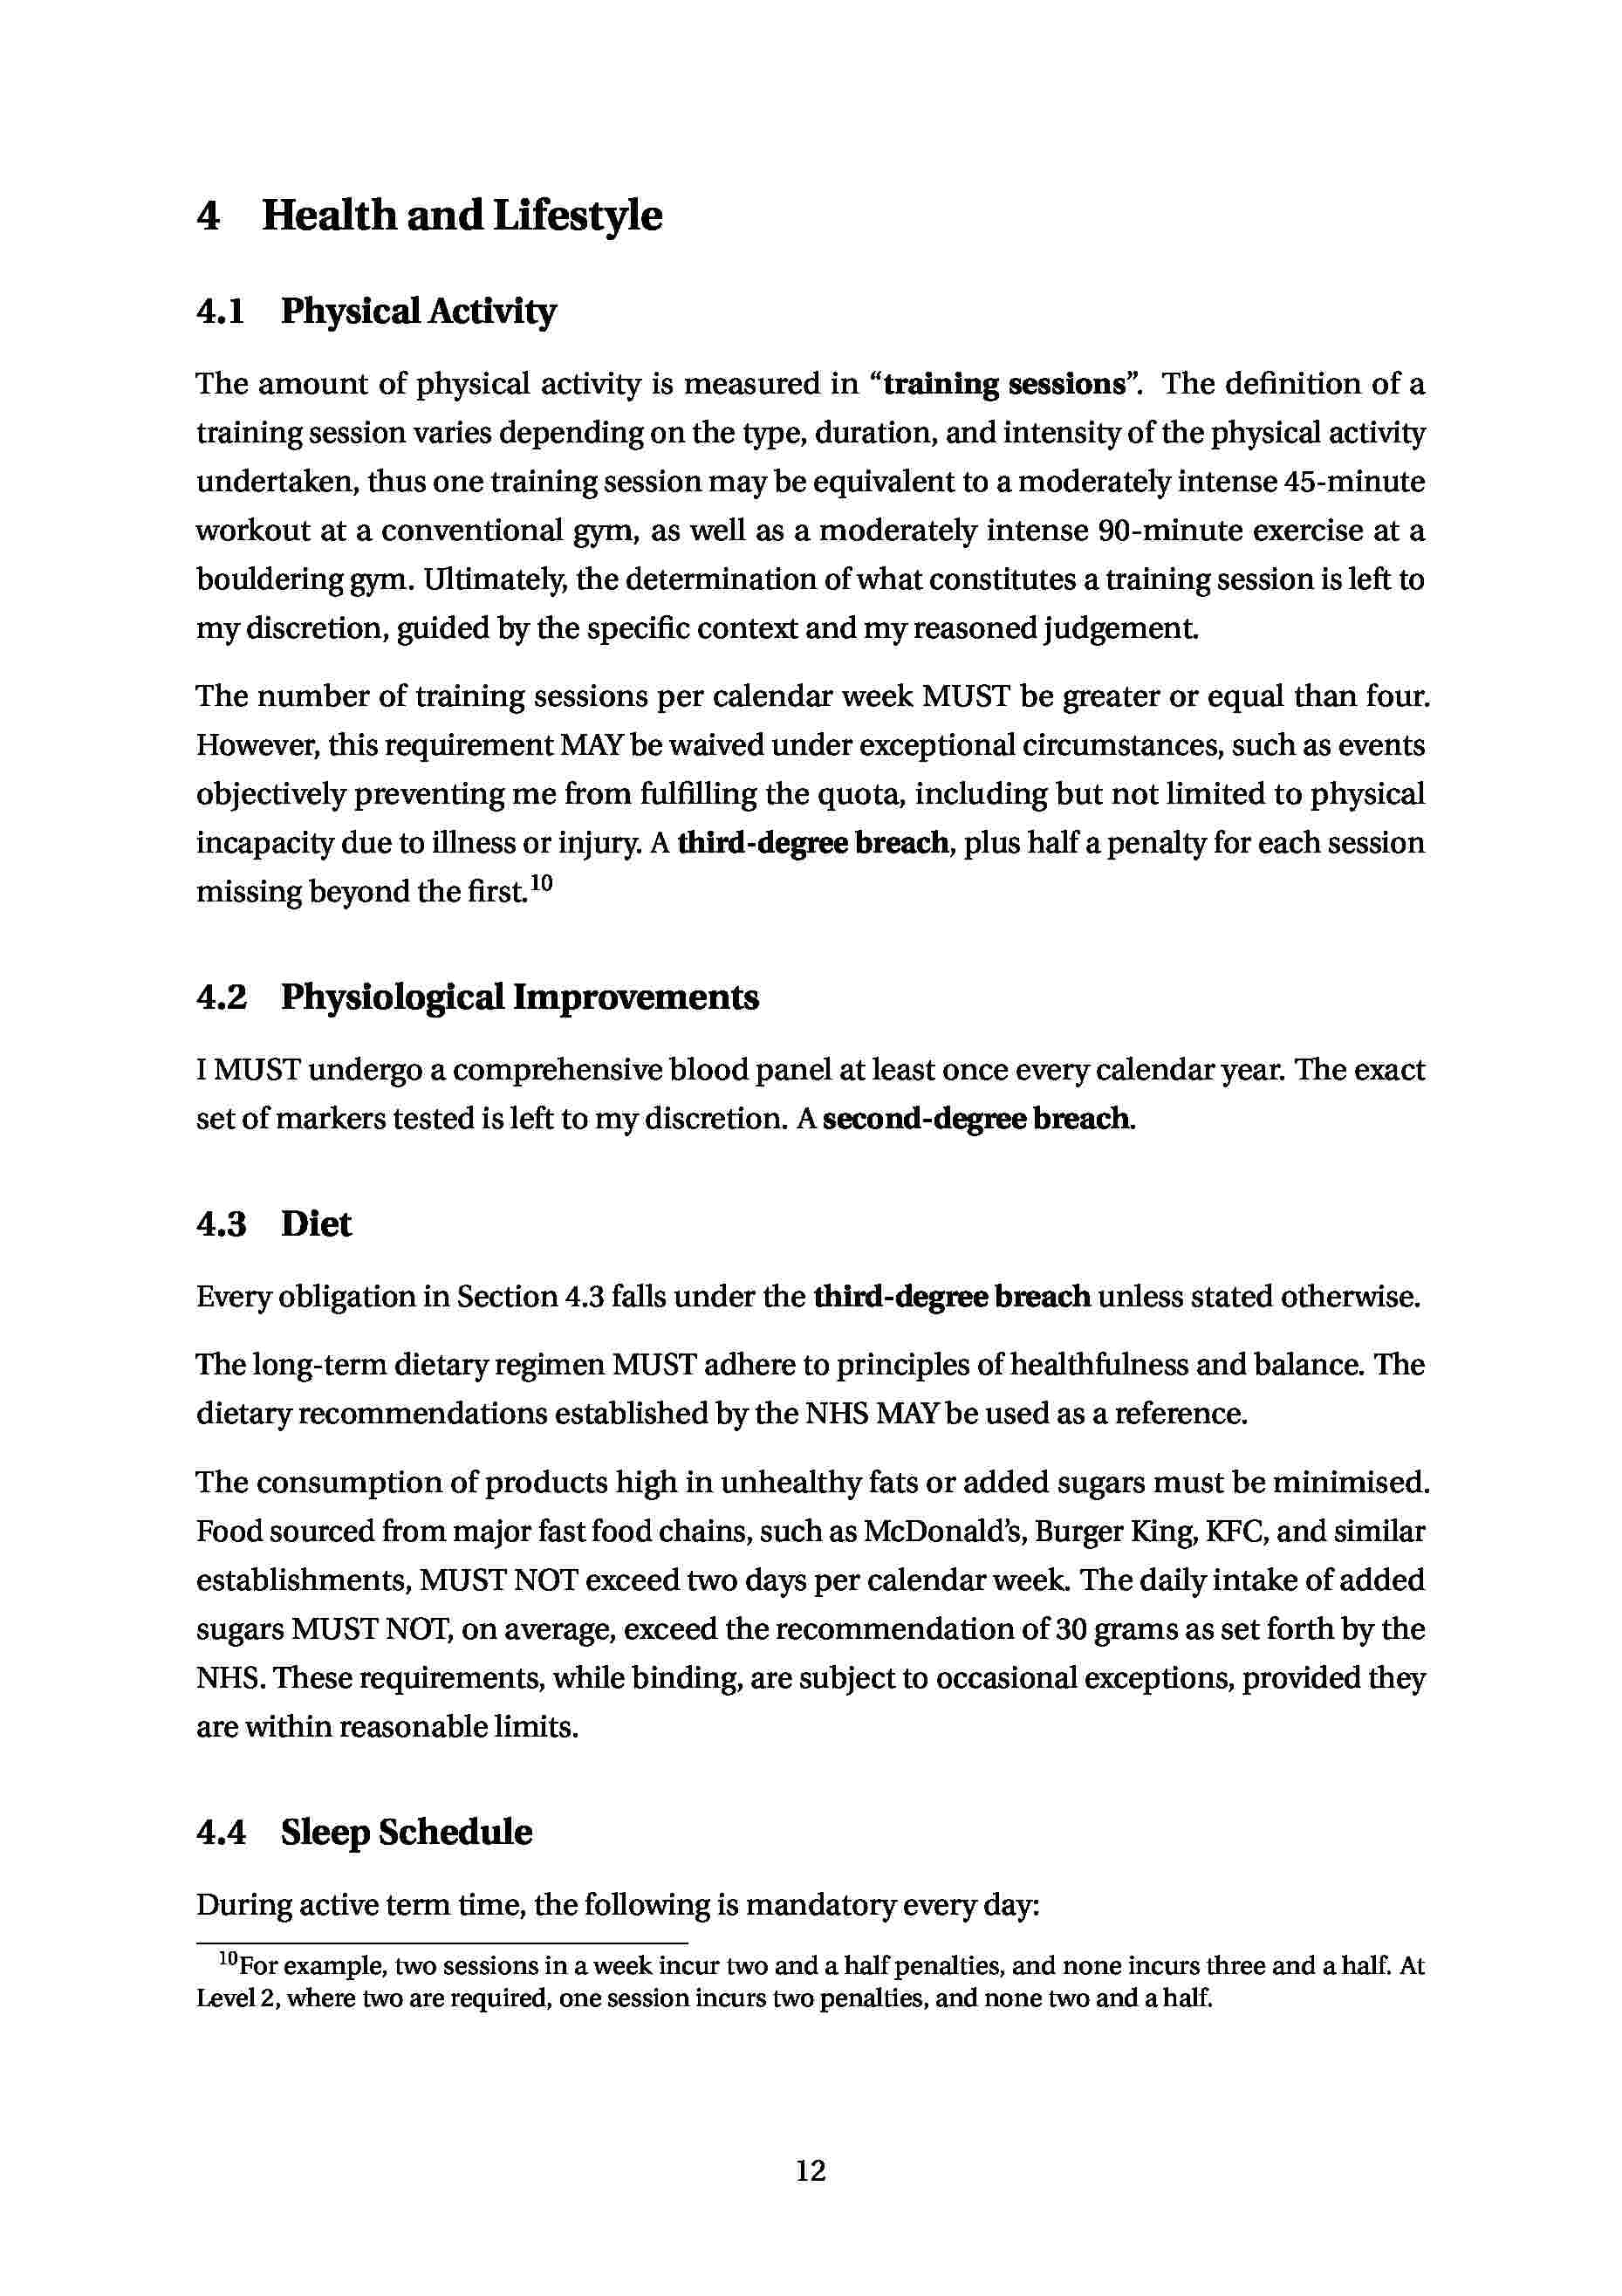 4 Health and Lifestyle
4.1 Physical Activity
The amount of physical activity is measured in “training sessions”. The definition of a
training session varies depending on the type, duration, and intensity of the physical activity
undertaken, thus one training session may be equivalent to a moderately intense 45-minute
workout at a conventional gym, as well as a moderately intense 90-minute exercise at a
bouldering gym. Ultimately, the determination of what constitutes a training session is left to
my discretion, guided by the specific context and my reasoned judgement.
The number of training sessions per calendar week MUST be greater or equal than four.
However, this requirement MAY be waived under exceptional circumstances, such as events
objectively preventing me from fulfilling the quota, including but not limited to physical
incapacity due to illness or injury. A third-degree breach, plus half a penalty for each session
missing beyond the first.10
4.2 Physiological Improvements
I MUST undergo a comprehensive blood panel at least once every calendar year. The exact
set of markers tested is left to my discretion. A second-degree breach.
4.3 Diet
Every obligation in Section 4.3 falls under the third-degree breach unless stated otherwise.
The long-term dietary regimen MUST adhere to principles of healthfulness and balance. The
dietary recommendations established by the NHS MAY be used as a reference.
The consumption of products high in unhealthy fats or added sugars must be minimised.
Food sourced from major fast food chains, such as McDonald’s, Burger King, KFC, and similar
establishments, MUST NOT exceed two days per calendar week. The daily intake of added
sugars MUST NOT, on average, exceed the recommendation of 30 grams as set forth by the
NHS. These requirements, while binding, are subject to occasional exceptions, provided they
are within reasonable limits.
4.4 Sleep Schedule
During active term time, the following is mandatory every day:
10For example, two sessions in a week incur two and a half penalties, and none incurs three and a half. At
Level 2, where two are required, one session incurs two penalties, and none two and a half.
12